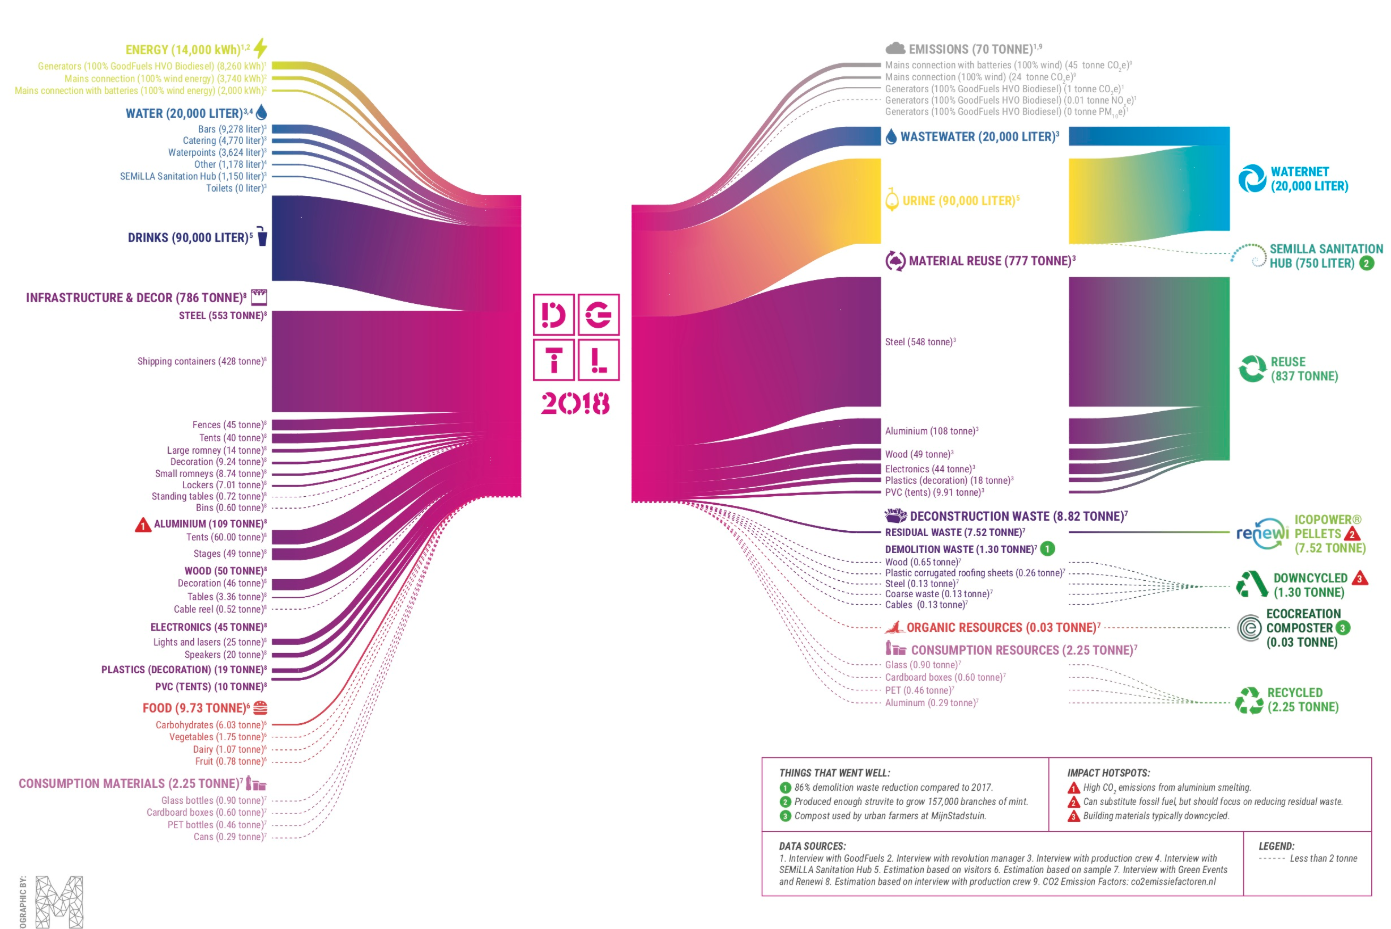 ENERGY (14,000 kWh)1,2
Generators (100% GoodFuels HVO Biodiesel) (8,260 kWh)1
Mains connection (100% wind energy) (3,740 kWh)2
Mains connection with batteries (100% wind energy) (2,000 kWh)2
WATER (20,000 LITER)3,4
Bars (9,278 liter)3
Catering (4,770 liter)3
Waterpoints (3,624 liter)3
Other (1,178 liter)4
SEMiLLA Sanitation Hub (1,150 liter)3
Toilets (0 liter)3
DRINKS (90,000 LITER)5
INFRASTRUCTURE & DECOR (786 TONNE)8
STEEL (553 TONNE)8
Shipping containers (428 tonne)8
Fences (45 tonne)8
Tents (40 tonne)8
Large romney (14 tonne)8
Decoration (9.24 tonne)8
Small romneys (8.74 tonne)8
Lockers (7.01 tonne)8
Standing tables (0.72 tonne)8
Bins (0.60 tonne)8
1 ALUMINIUM (109 TONNE)8
Tents (60.00 tonne)8
Stages (49 tonne)8
WOOD (50 TONNE)8
Decoration (46 tonne)8
Tables (3.36 tonne)8
Cable reel (0.52 tonne)8
ELECTRONICS (45 TONNE)8
Lights and lasers (25 tonne)8
Speakers (20 tonne)8
PLASTICS (DECORATION) (19 TONNE)8
PVC (TENTS) (10 TONNE)8
FOOD (9.73 TONNE)6
Carbohydrates (6.03 tonne)6
Vegetables (1.75 tonne)6
Dairy (1.07 tonne)6
Fruit (0.78 tonne)6
CONSUMPTION MATERIALS (2.25 TONNE)7
Glass bottles (0.90 tonne)7
Cardboard boxes (0.60 tonne)7
PET bottles (0.46 tonne)7
Cans (0.29 tonne)7
OGRAPHIC BY:
M
DG
TL
2018
EMISSIONS (70 TONNE)1,9
Mains connection with batteries (100% wind) (45 tonne CO2e)9
Mains connection (100% wind) (24 tonne CO2e)9
Generators (100% GoodFuels HVO Biodiesel) (1 tonne CO2e)1
Generators (100% GoodFuels HVO Biodiesel) (0.01 tonne NOxe)1
Generators (100% GoodFuels HVO Biodiesel) (0 tonne PM10e)1
WASTEWATER (20,000 LITER)3
URINE (90,000 LITER)5
MATERIAL REUSE (777 TONNE)3
Steel (548 tonne)3
Aluminium (108 tonne)3
Wood (49 tonne)3
Electronics (44 tonne)3
Plastics (decoration) (18 tonne)3
PVC (tents) (9.91 tonne)3
DECONSTRUCTION WASTE (8.82 TONNE)7
RESIDUAL WASTE (7.52 TONNE)7
DEMOLITION WASTE (1.30 TONNE)7 1
Wood (0.65 tonne)7
Plastic corrugated roofing sheets (0.26 tonne)7
Steel (0.13 tonne)7
Coarse waste (0.13 tonne)7
Cables (0.13 tonne)7
ORGANIC RESOURCES (0.03 TONNE)7
CONSUMPTION RESOURCES (2.25 TONNE)7
Glass (0.90 tonne)7
Cardboard boxes (0.60 tonne)7
PET (0.46 tonne)7
Aluminum (0.29 tonne)7
WATERNET
(20,000 LITER)
SEMILLA SANITATION
HUB (750 LITER) 2
REUSE
(837 TONNE)
renewi
ICOPOWER®
PELLETS 2
(7.52 TONNE)
DOWNCYCLED 3
(1.30 TONNE)
ECOCREATION
COMPOSTER 3
(0.03 TONNE)
RECYCLED
(2.25 TONNE)
THINGS THAT WENT WELL:
1 86% demolition waste reduction compared to 2017.
2 Produced enough struvite to grow 157,000 branches of mint.
3 Compost used by urban farmers at MijnStadstuin.
IMPACT HOTSPOTS:
1 High CO2 emissions from aluminium smelting.
2 Can substitute fossil fuel, but should focus on reducing residual waste.
3 Building materials typically downcycled.
DATA SOURCES:
1. Interview with GoodFuels 2. Interview with revolution manager 3. Interview with production crew 4. Interview with
SEMiLLA Sanitation Hub 5. Estimation based on visitors 6. Estimation based on sample 7. Interview with Green Events
and Renewi 8. Estimation based on interview with production crew 9. CO2 Emission Factors: co2emissiefactoren.nl
LEGEND:
Less than 2 tonne